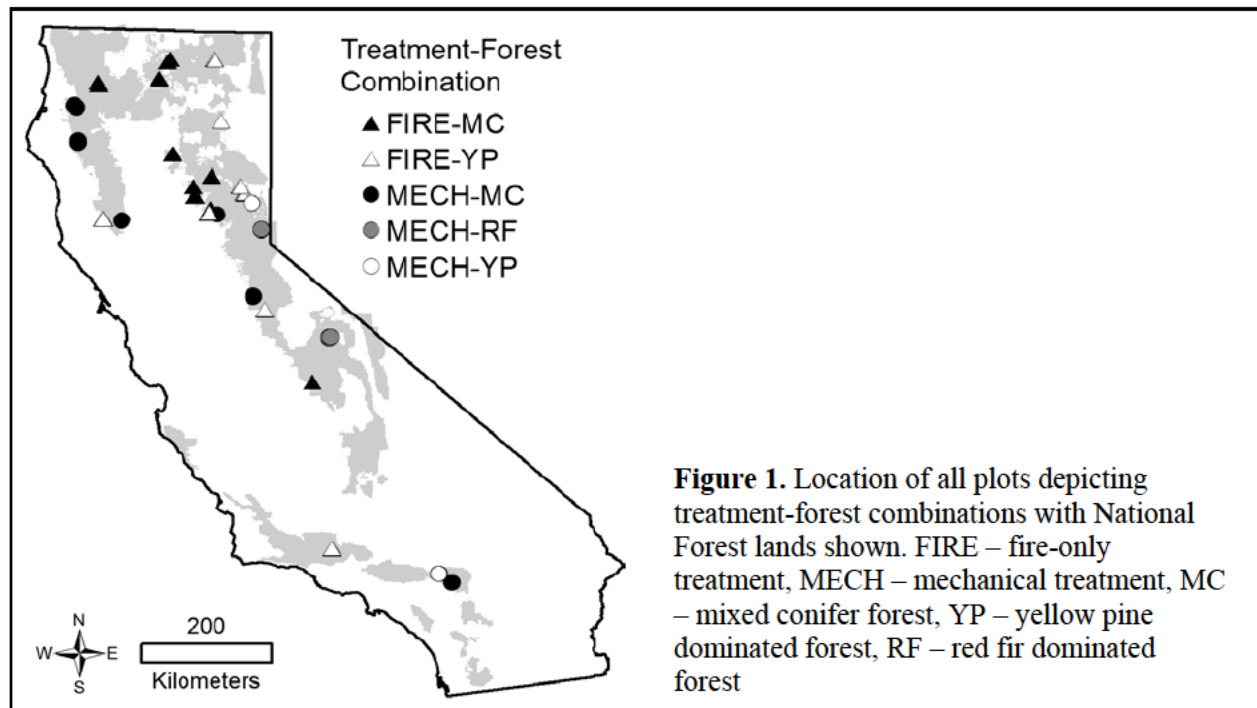 Treatment-Forest
Combination
FIRE-MC
FIRE-YP
MECH-MC
MECH-RF
MECH-YP
Figure 1. Location of all plots depicting
treatment-forest combinations with National
Forest lands shown. FIRE – fire-only
treatment, MECH – mechanical treatment, MC
– mixed conifer forest, YP – yellow pine
dominated forest, RF – red fir dominated
forest
N
W E
S
200
Kilometers